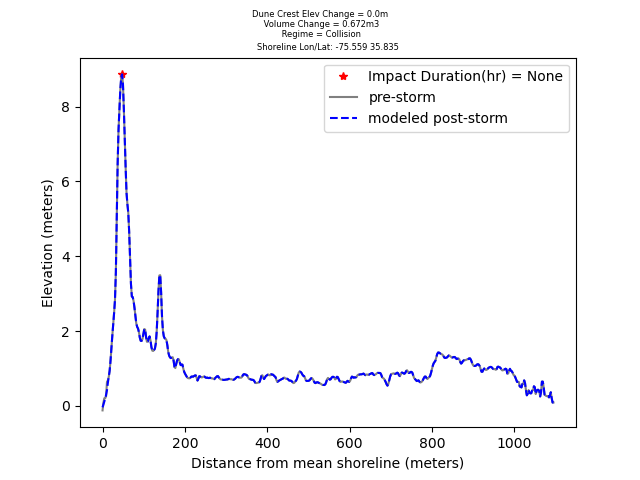 Dune Crest Elev Change = 0.0m
Volume Change = 0.672m3
Regime = Collision
Shoreline Lon/Lat: -75.559 35.835
Impact Duration(hr) = None
pre-storm
modeled post-storm
8
6
4
2
0
Elevation (meters)
0 200 400 600 800 1000
Distance from mean shoreline (meters)